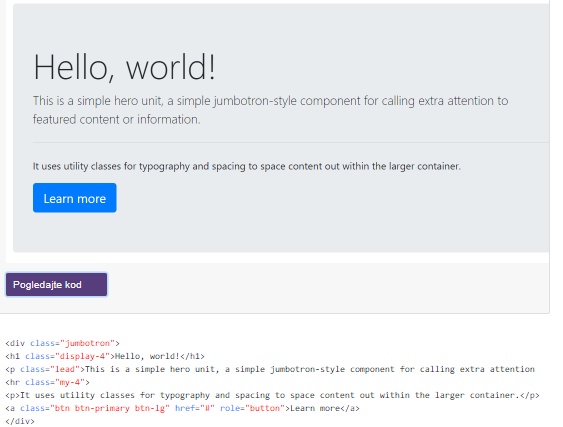 Hello, world!
This is a simple hero unit, a simple jumbotron-style component for calling extra attention to
featured content or information.
It uses utility classes for typography and spacing to space content out within the larger container.
Learn more
Pogledajte kod
<div class="jumbotron">
<h1 class="display-4">Hello, world!</h1>
<p class="lead">This is a simple hero unit, a simple jumbotron-style component for calling extra attention
<hr class="my-4">
<p>It uses utility classes for typography and spacing to space content out within the larger container.</p>
<a class="btn btn-primary btn-lg" href="#" role="button">Learn more</a>
</div>